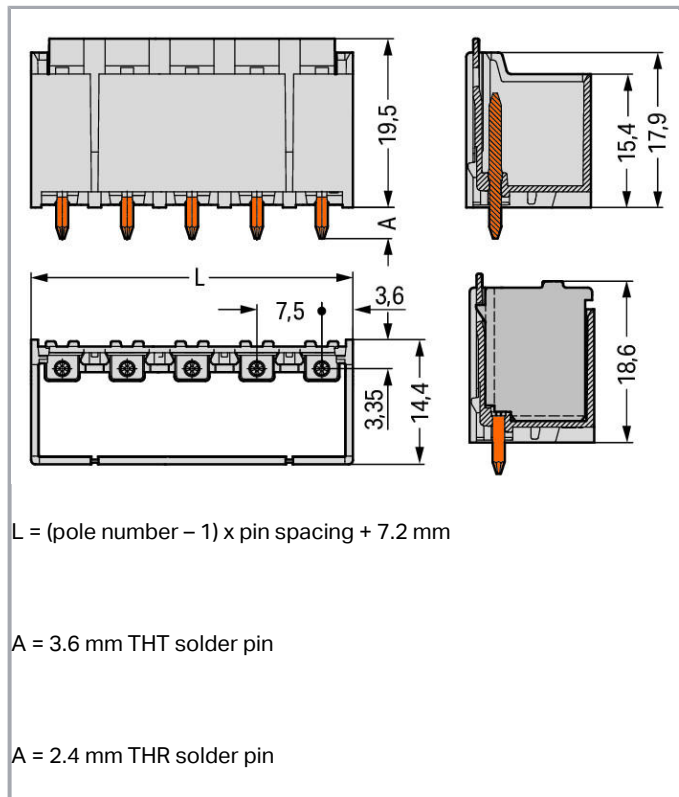 19,5
A
15,4
17,9
L
7,5
3,6
3,35
14,4
18,6
L = (pole number – 1) x pin spacing + 7.2 mm
A = 3.6 mm THT solder pin
A = 2.4 mm THR solder pin